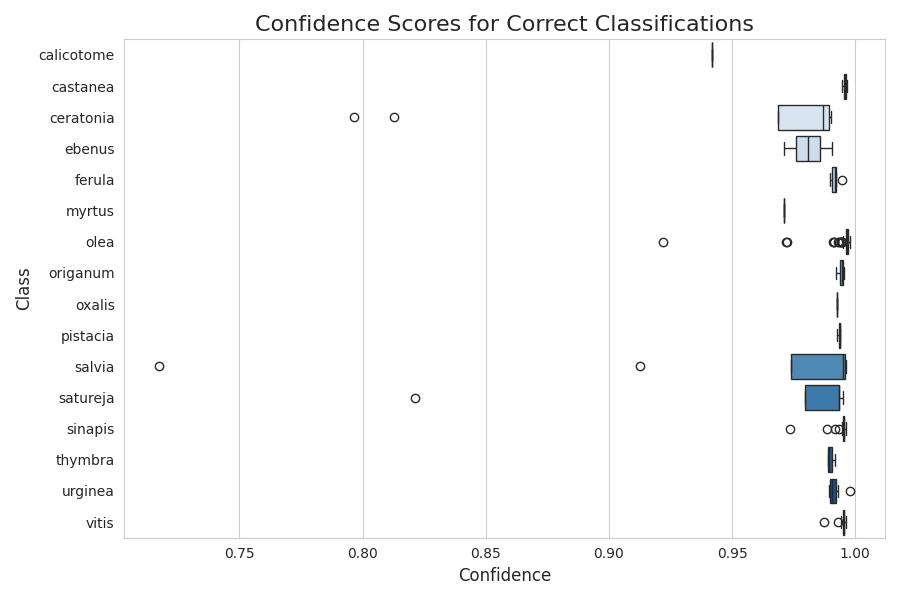 Confidence Scores for Correct Classifications
calicotome
castanea
ceratonia
ebenus
ferula
myrtus
olea
origanum
oxalis
pistacia
salvia
satureja
sinapis
thymbra
urginea
vitis
Class
0.75 0.80 0.85 0.90 0.95 1.00
Confidence